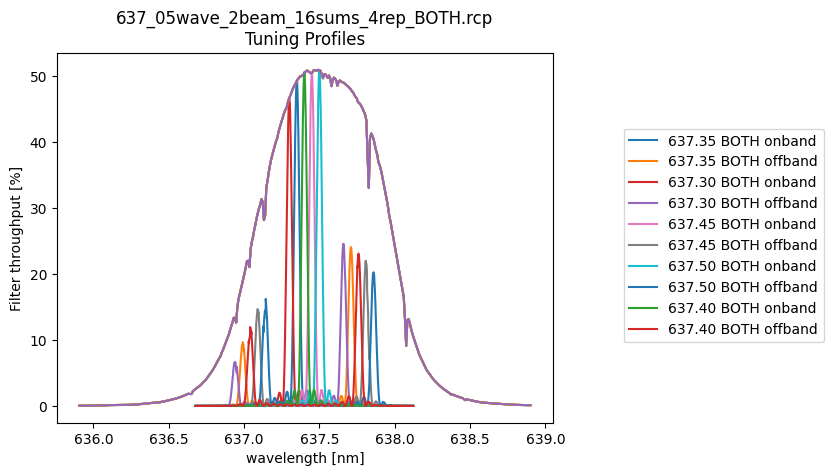 637_05wave_2beam_16sums_4rep_BOTH.rcp
Tuning Profiles
Filter throughput [%]
50
40
30
20
10
0
636.0 636.5 637.0 637.5 638.0 638.5 639.0
wavelength [nm]
637.35 BOTH onband
637.35 BOTH offband
637.30 BOTH onband
637.30 BOTH offband
637.45 BOTH onband
637.45 BOTH offband
637.50 BOTH onband
637.50 BOTH offband
637.40 BOTH onband
637.40 BOTH offband